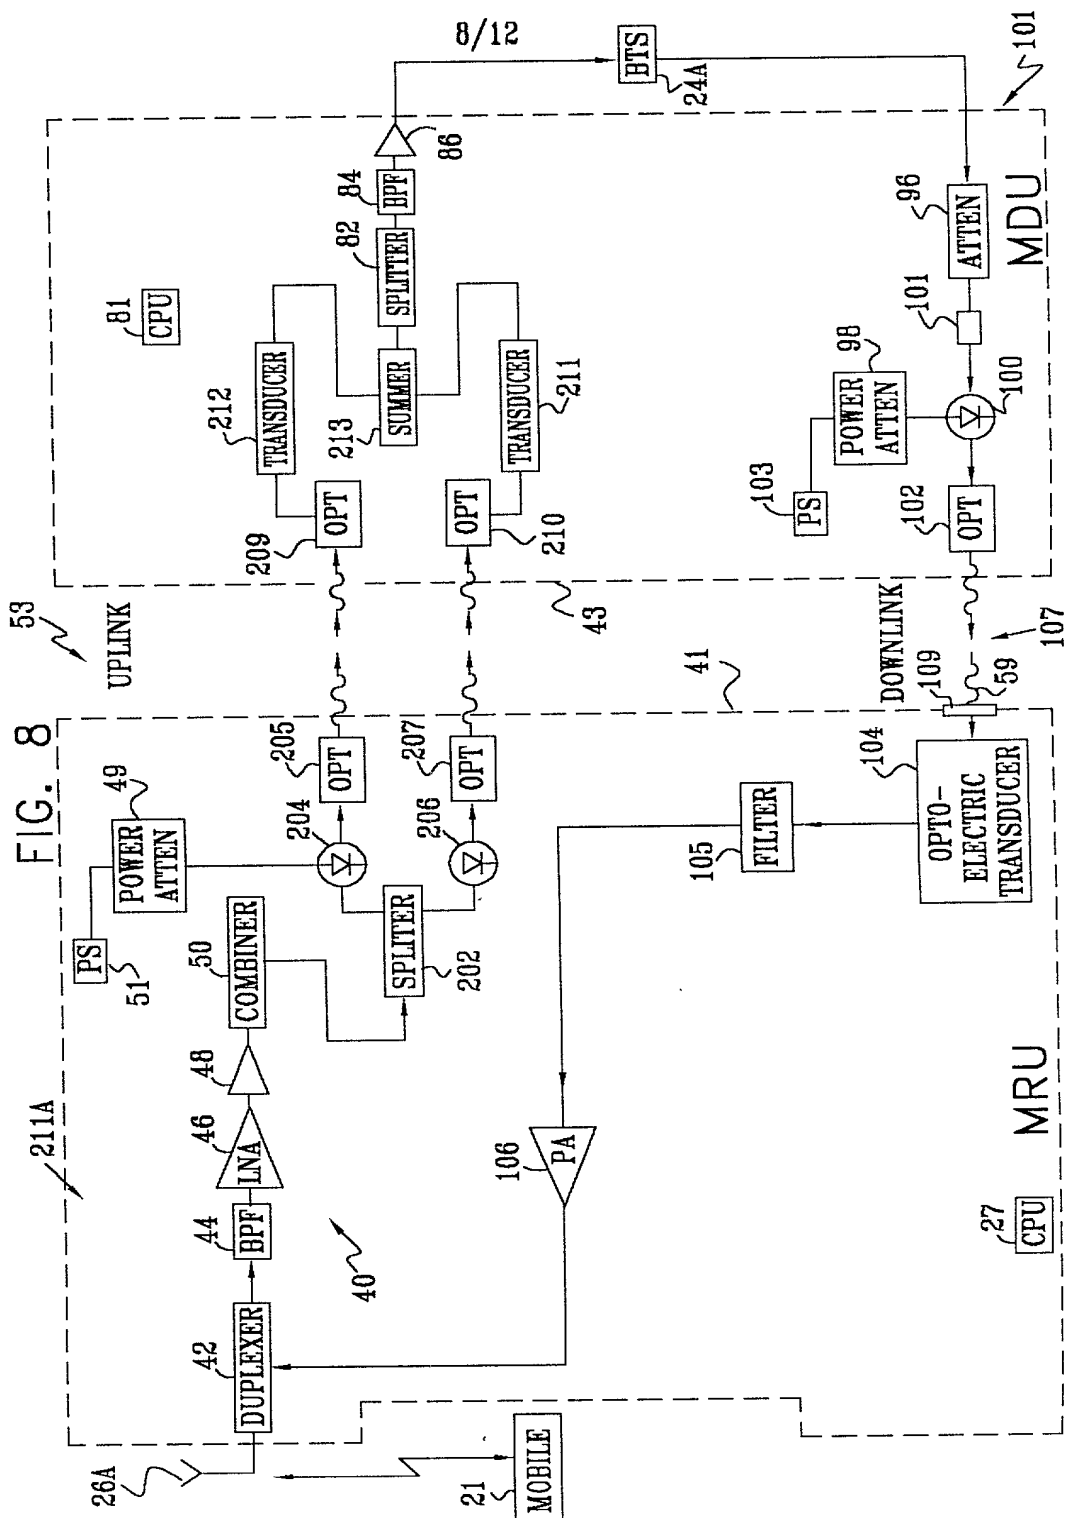 FIG. 8
53
UPLINK
8/12
BTS
24A
101
211A
26A
DUPLEXER
42
BPF
44
LNA
46
48
COMBINER
50
PS
51
POWER
ATTEN
49
40
SPLITER
202
204
206
OPT
205
OPT
207
41
43
OPT
209
OPT
210
TRANSDUCER
212
TRANSDUCER
211
SUMMER
213
SPLITTER
82
BPF
84
86
CPU
81
MOBILE
21
PA
106
FILTER
105
OPTO-
ELECTRIC
TRANSDUCER
104
109
59
DOWNLINK
107
OPT
102
PS
103
POWER
ATTEN
98
100
101
ATTEN
96
MDU
MRU
CPU
27